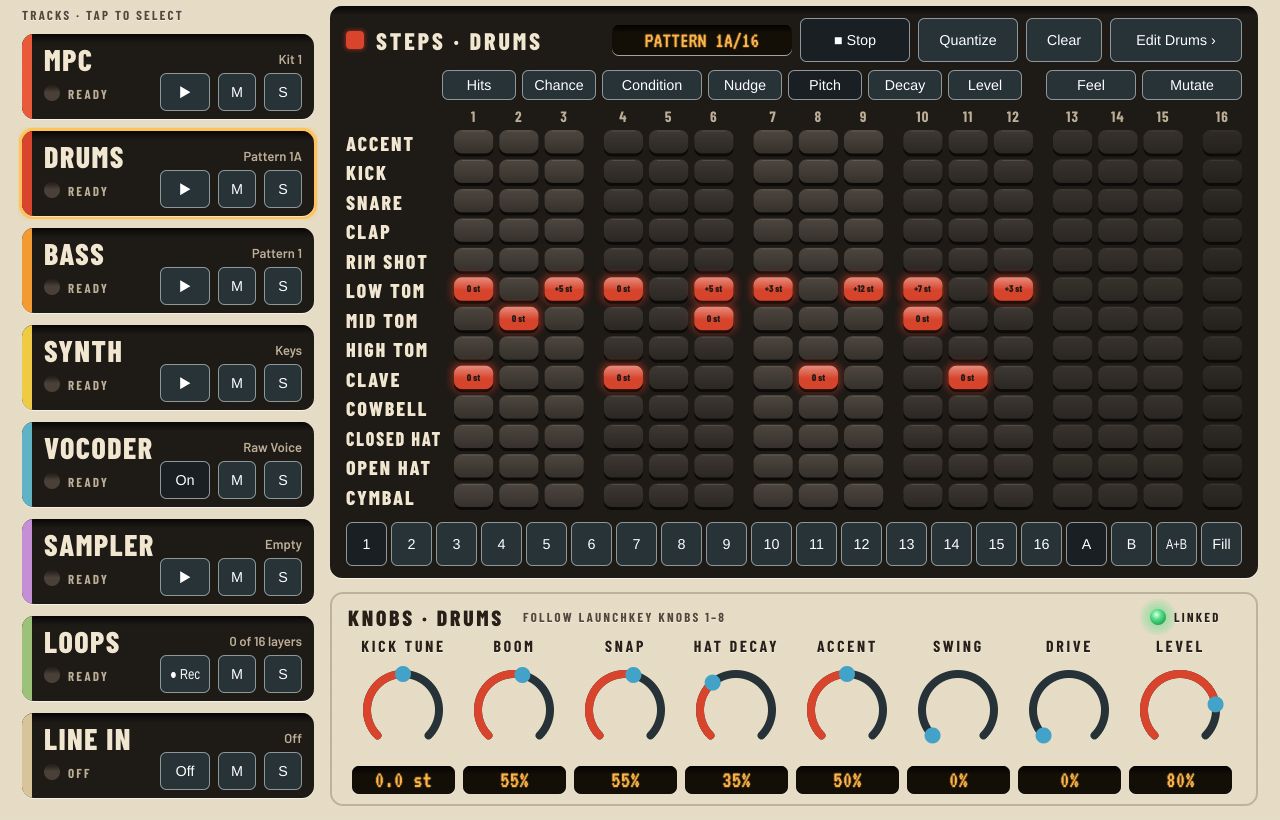 TRACKS · TAP TO SELECT
MPC
Kit 1
READY
▶ M S
DRUMS
Pattern 1A
READY
▶ M S
BASS
Pattern 1
READY
▶ M S
SYNTH
Keys
READY
▶ M S
VOCODER
Raw Voice
READY
On M S
SAMPLER
Empty
READY
▶ M S
LOOPS
0 of 16 layers
READY
● Rec M S
LINE IN
Off
OFF
Off M S
STEPS · DRUMS
PATTERN 1A/16
■ Stop
Quantize
Clear
Edit Drums ›
Hits Chance Condition Nudge Pitch Decay Level Feel Mutate
1 2 3 4 5 6 7 8 9 10 11 12 13 14 15 16
ACCENT
KICK
SNARE
CLAP
RIM SHOT
LOW TOM 0 st +5 st 0 st +5 st +3 st +12 st +7 st +3 st
MID TOM 0 st 0 st 0 st
HIGH TOM
CLAVE 0 st 0 st 0 st 0 st
COWBELL
CLOSED HAT
OPEN HAT
CYMBAL
1 2 3 4 5 6 7 8 9 10 11 12 13 14 15 16 A B A+B Fill
KNOBS · DRUMS
FOLLOW LAUNCHKEY KNOBS 1–8
LINKED
KICK TUNE BOOM SNAP HAT DECAY ACCENT SWING DRIVE LEVEL
0.0 st 55% 55% 35% 50% 0% 0% 80%